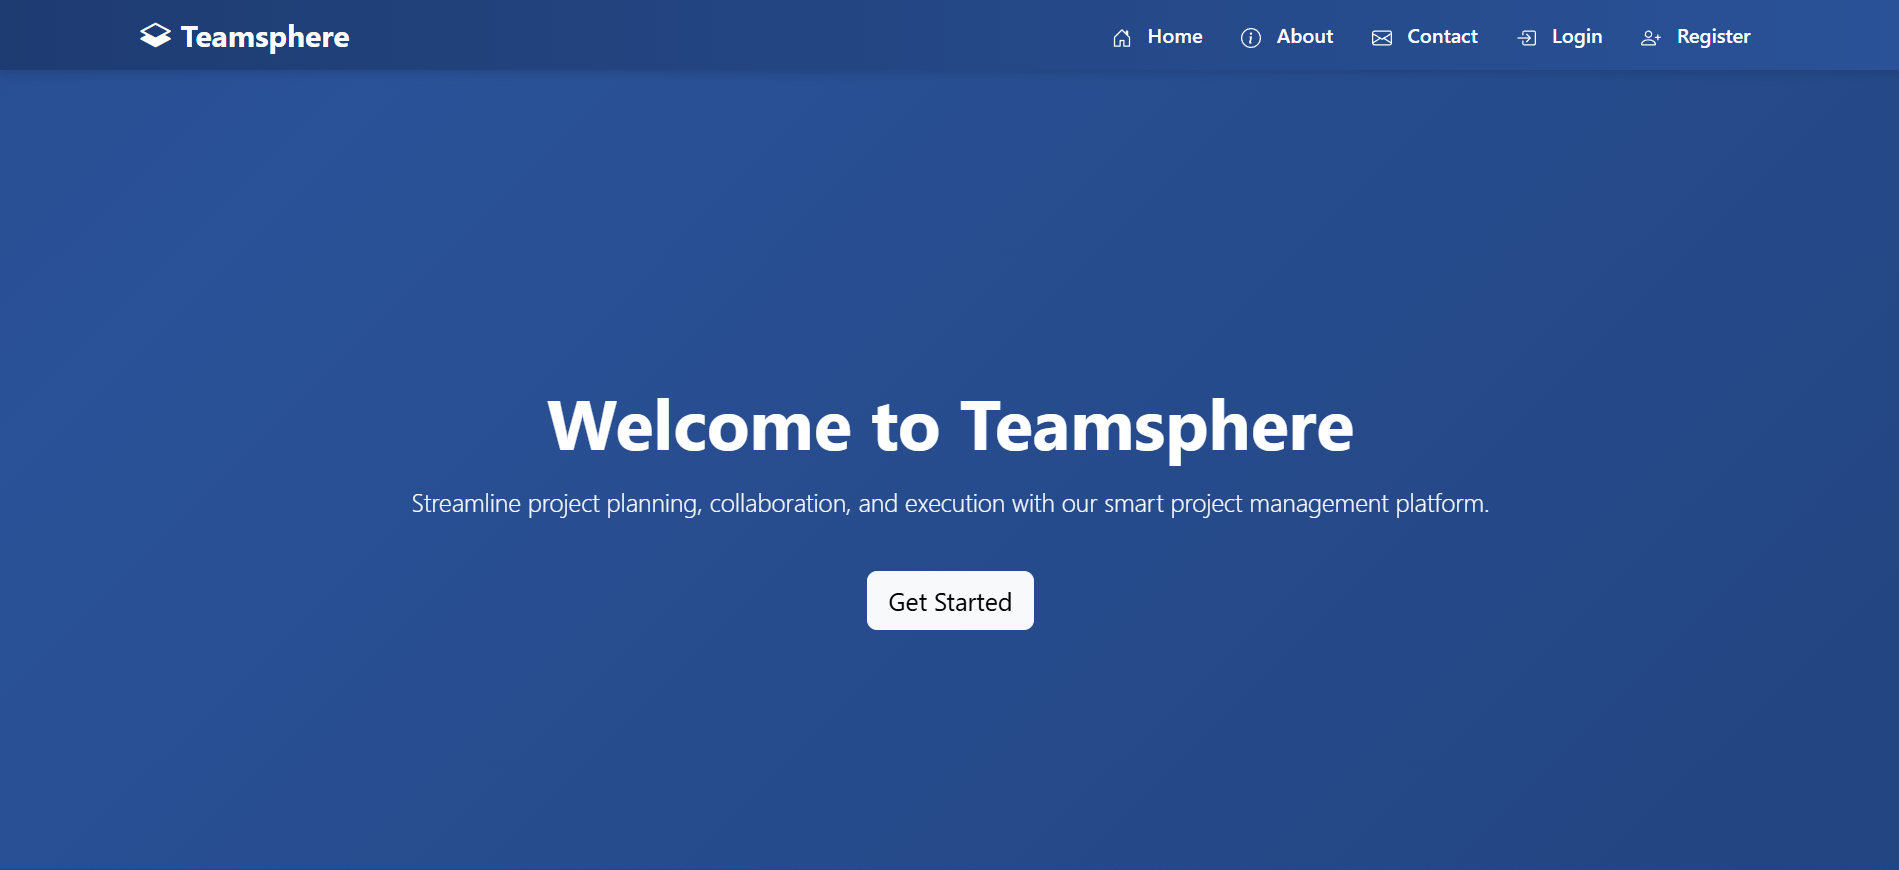 Teamsphere
Home About Contact Login Register
Welcome to Teamsphere
Streamline project planning, collaboration, and execution with our smart project management platform.
Get Started